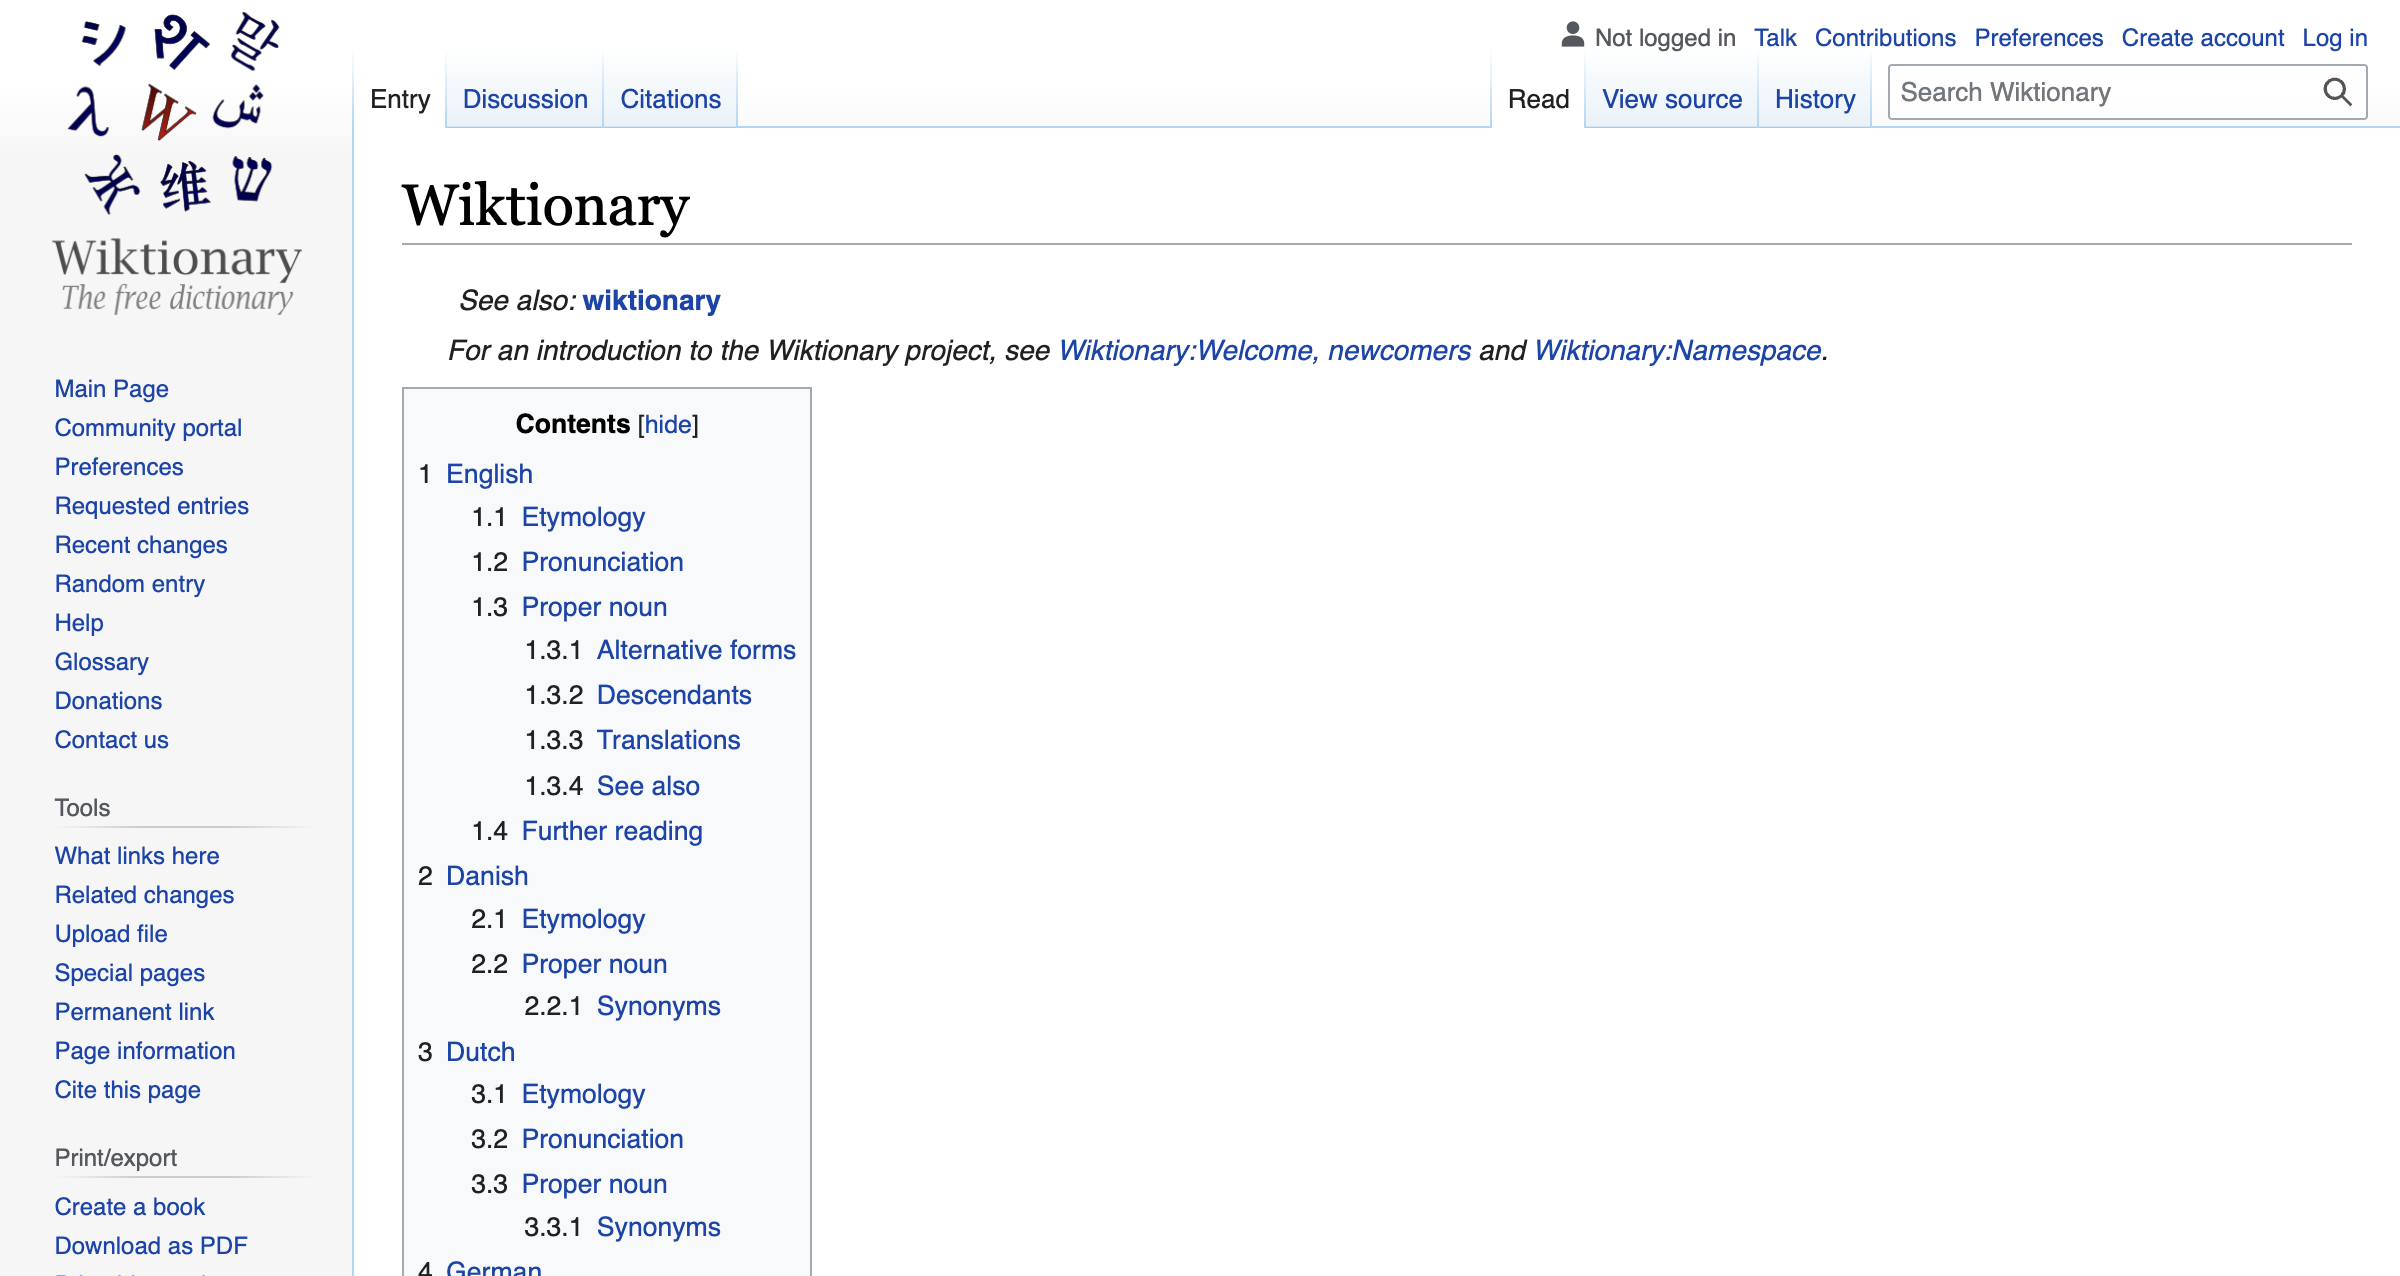 シ औ 말
λ W ش
維 ש
Wiktionary
The free dictionary
Main Page
Community portal
Preferences
Requested entries
Recent changes
Random entry
Help
Glossary
Donations
Contact us
Tools
What links here
Related changes
Upload file
Special pages
Permanent link
Page information
Cite this page
Print/export
Create a book
Download as PDF
Not logged in Talk Contributions Preferences Create account Log in
Entry Discussion Citations Read View source History Search Wiktionary
Wiktionary
See also: wiktionary
For an introduction to the Wiktionary project, see Wiktionary:Welcome, newcomers and Wiktionary:Namespace.
Contents [hide]
1 English
1.1 Etymology
1.2 Pronunciation
1.3 Proper noun
1.3.1 Alternative forms
1.3.2 Descendants
1.3.3 Translations
1.3.4 See also
1.4 Further reading
2 Danish
2.1 Etymology
2.2 Proper noun
2.2.1 Synonyms
3 Dutch
3.1 Etymology
3.2 Pronunciation
3.3 Proper noun
3.3.1 Synonyms
4 German